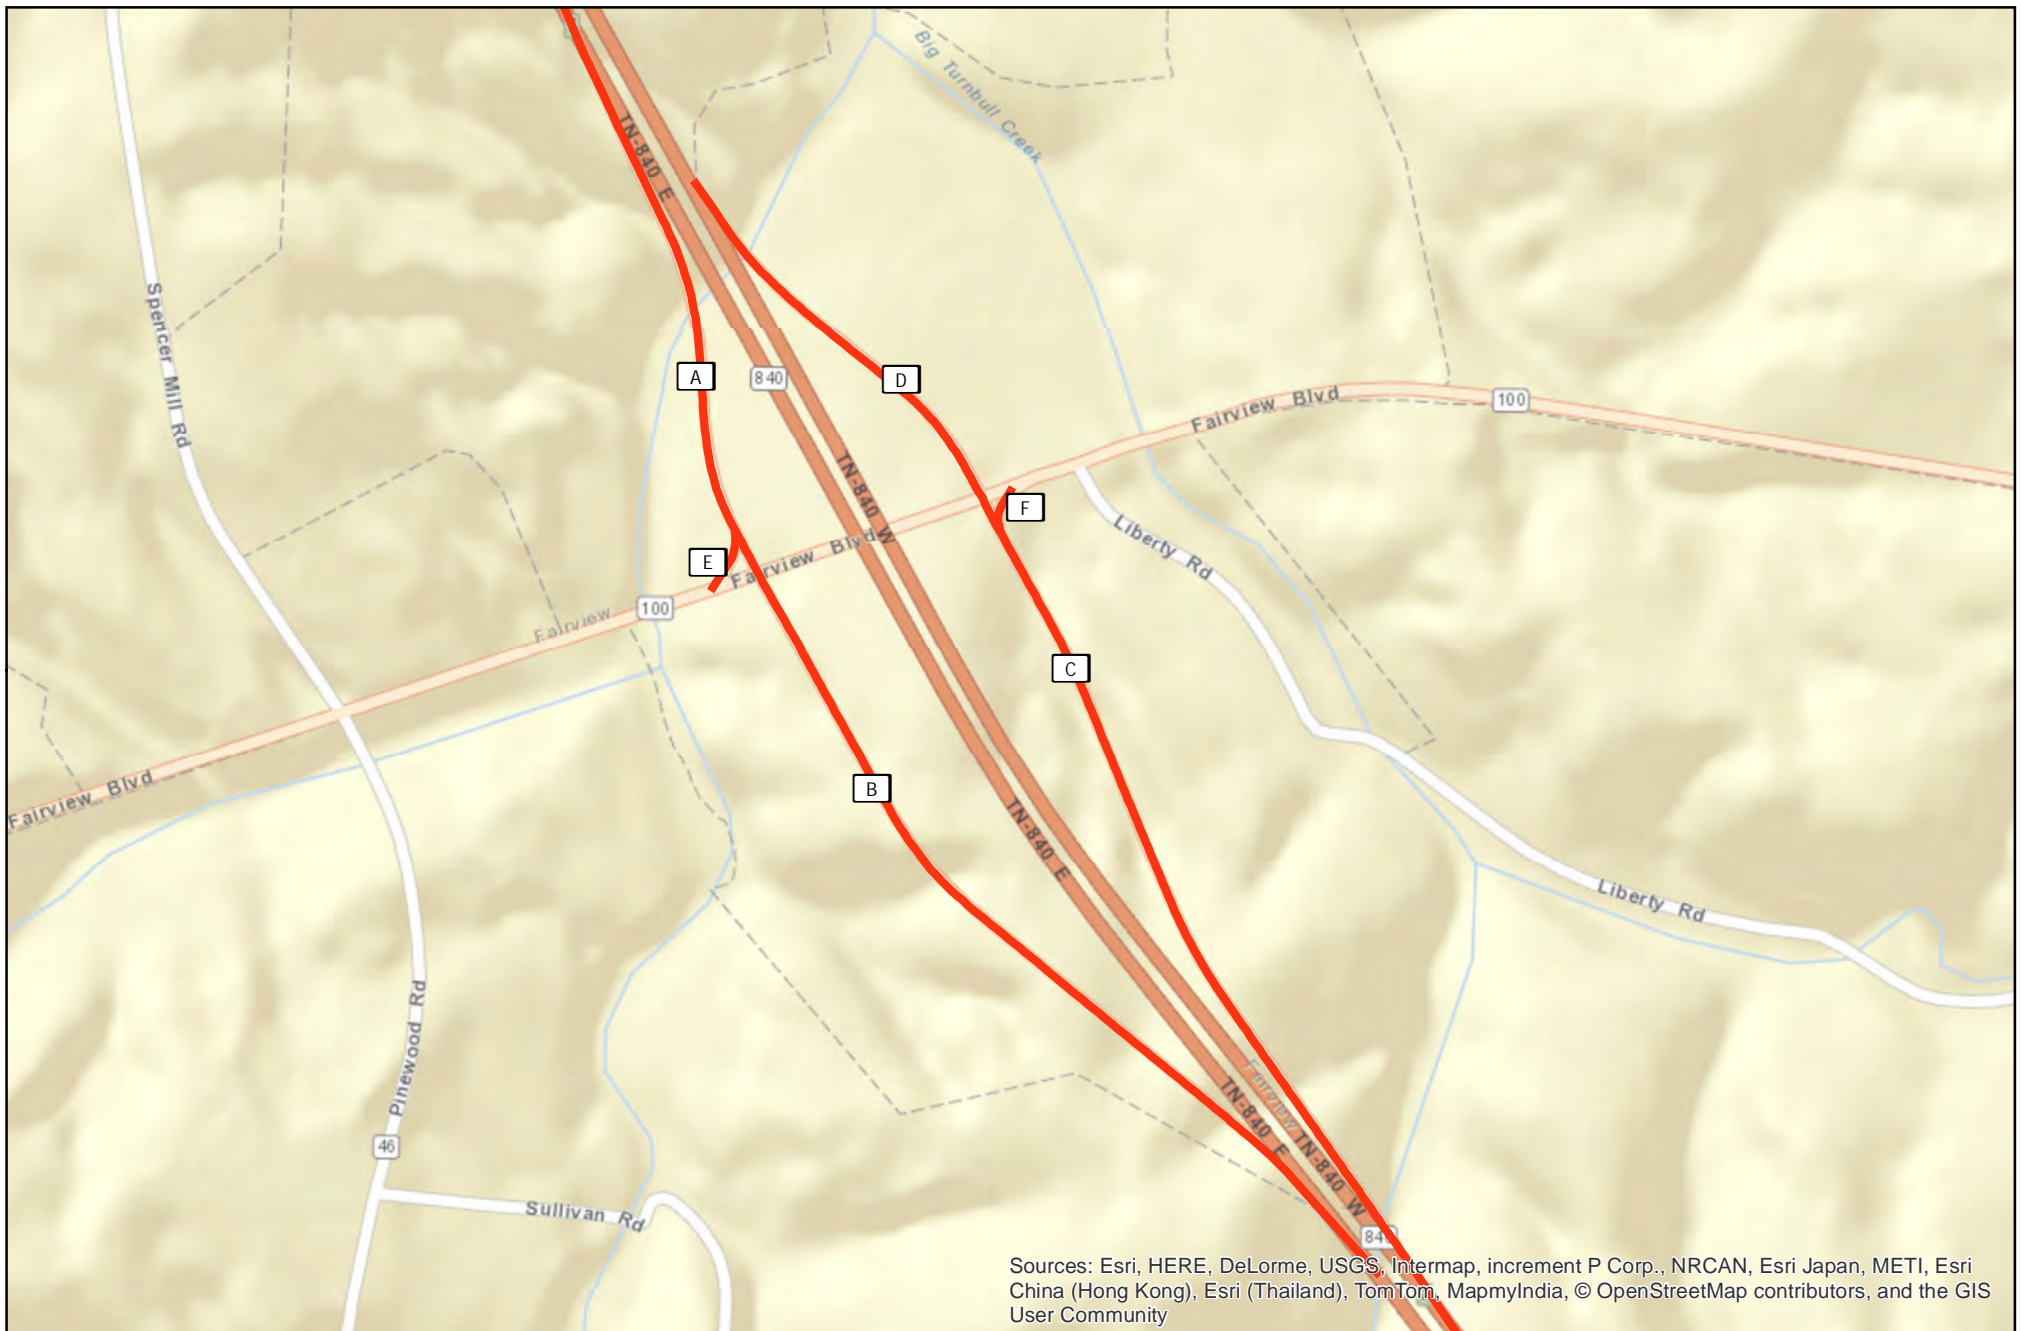 Big Turnbull Creek
TN-840 E
Spencer Mill Rd
A
840
D
Fairview Blvd
100
TN-840 W
F
Liberty Rd
E
Fairview Blvd
100
Fairview
C
Fairview Blvd
B
TN-840 E
Liberty Rd
Pinewood Rd
Fairview
TN-840 E
TN-840 W
46
Sullivan Rd
Sources: Esri, HERE, DeLorme, USGS, Intermap, increment P Corp., NRCAN, Esri Japan, METI, Esri
China (Hong Kong), Esri (Thailand), TomTom, MapmyIndia, © OpenStreetMap contributors, and the GIS
User Community